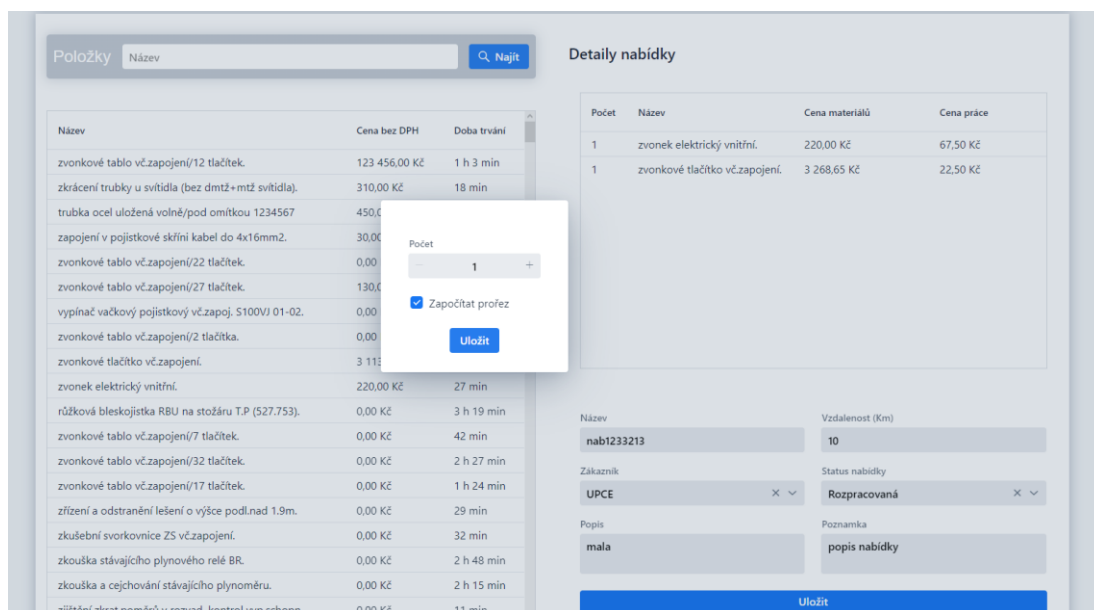 Položky Název Najít
Název Cena bez DPH Doba trvání
zvonkové tablo vč.zapojení/12 tlačítek. 123 456,00 Kč 1 h 3 min
zkrácení trubky u svítidla (bez dmtž+mtž svítidla). 310,00 Kč 18 min
trubka ocel uložená volně/pod omítkou 1234567
zapojení v pojistkové skříni kabel do 4x16mm2.
zvonkové tablo vč.zapojení/22 tlačítek. 0,00
zvonkové tablo vč.zapojení/27 tlačítek.
vypínač vačkový pojistkový vč.zapoj. S100VJ 01-02. 0,00
zvonkové tablo vč.zapojení/2 tlačítka. 0,00
zvonkové tlačítko vč.zapojení.
zvonek elektrický vnitřní. 220,00 Kč 27 min
růžková bleskojistka RBU na stožáru T.P (527.753). 0,00 Kč 3 h 19 min
zvonkové tablo vč.zapojení/7 tlačítek. 0,00 Kč 42 min
zvonkové tablo vč.zapojení/32 tlačítek. 0,00 Kč 2 h 27 min
zvonkové tablo vč.zapojení/17 tlačítek. 0,00 Kč 1 h 24 min
zřízení a odstranění lešení o výšce podl.nad 1.9m. 0,00 Kč 29 min
zkušební svorkovnice ZS vč.zapojení. 0,00 Kč 32 min
zkouška stávajícího plynového relé BR. 0,00 Kč 2 h 48 min
zkouška a cejchování stávajícího plynoměru. 0,00 Kč 2 h 15 min
Počet
1
Započítat prořez
Uložit
Detaily nabídky
Počet Název Cena materiálů Cena práce
1 zvonek elektrický vnitřní. 220,00 Kč 67,50 Kč
1 zvonkové tlačítko vč.zapojení. 3 268,65 Kč 22,50 Kč
Název Vzdalenost (Km)
nab1233213 10
Zákazník Status nabídky
UPCE Rozpracovaná
Popis Poznamka
mala popis nabídky
Uložit